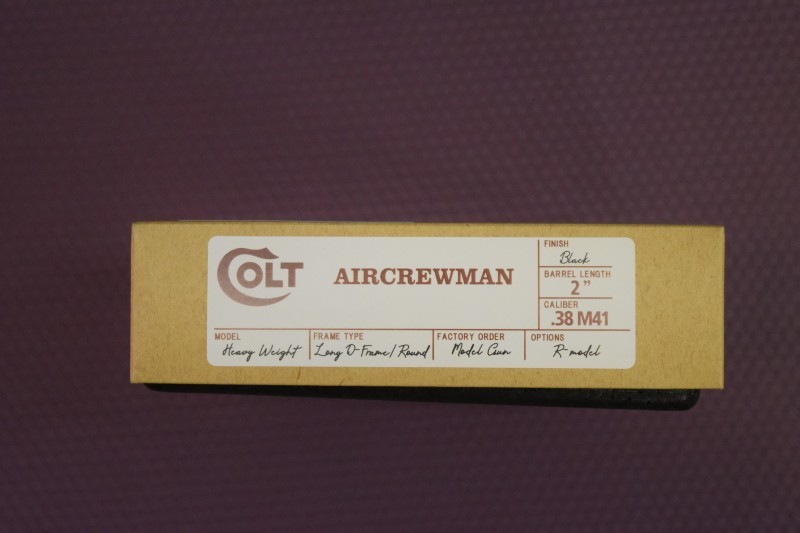 COLT AIRCREWMAN
FINISH
Black
BARREL LENGTH
2"
CALIBER
.38 M41
MODEL
Heavy Weight
FRAME TYPE
Long D-Frame/Round
FACTORY ORDER
Model Gun
OPTIONS
R-model